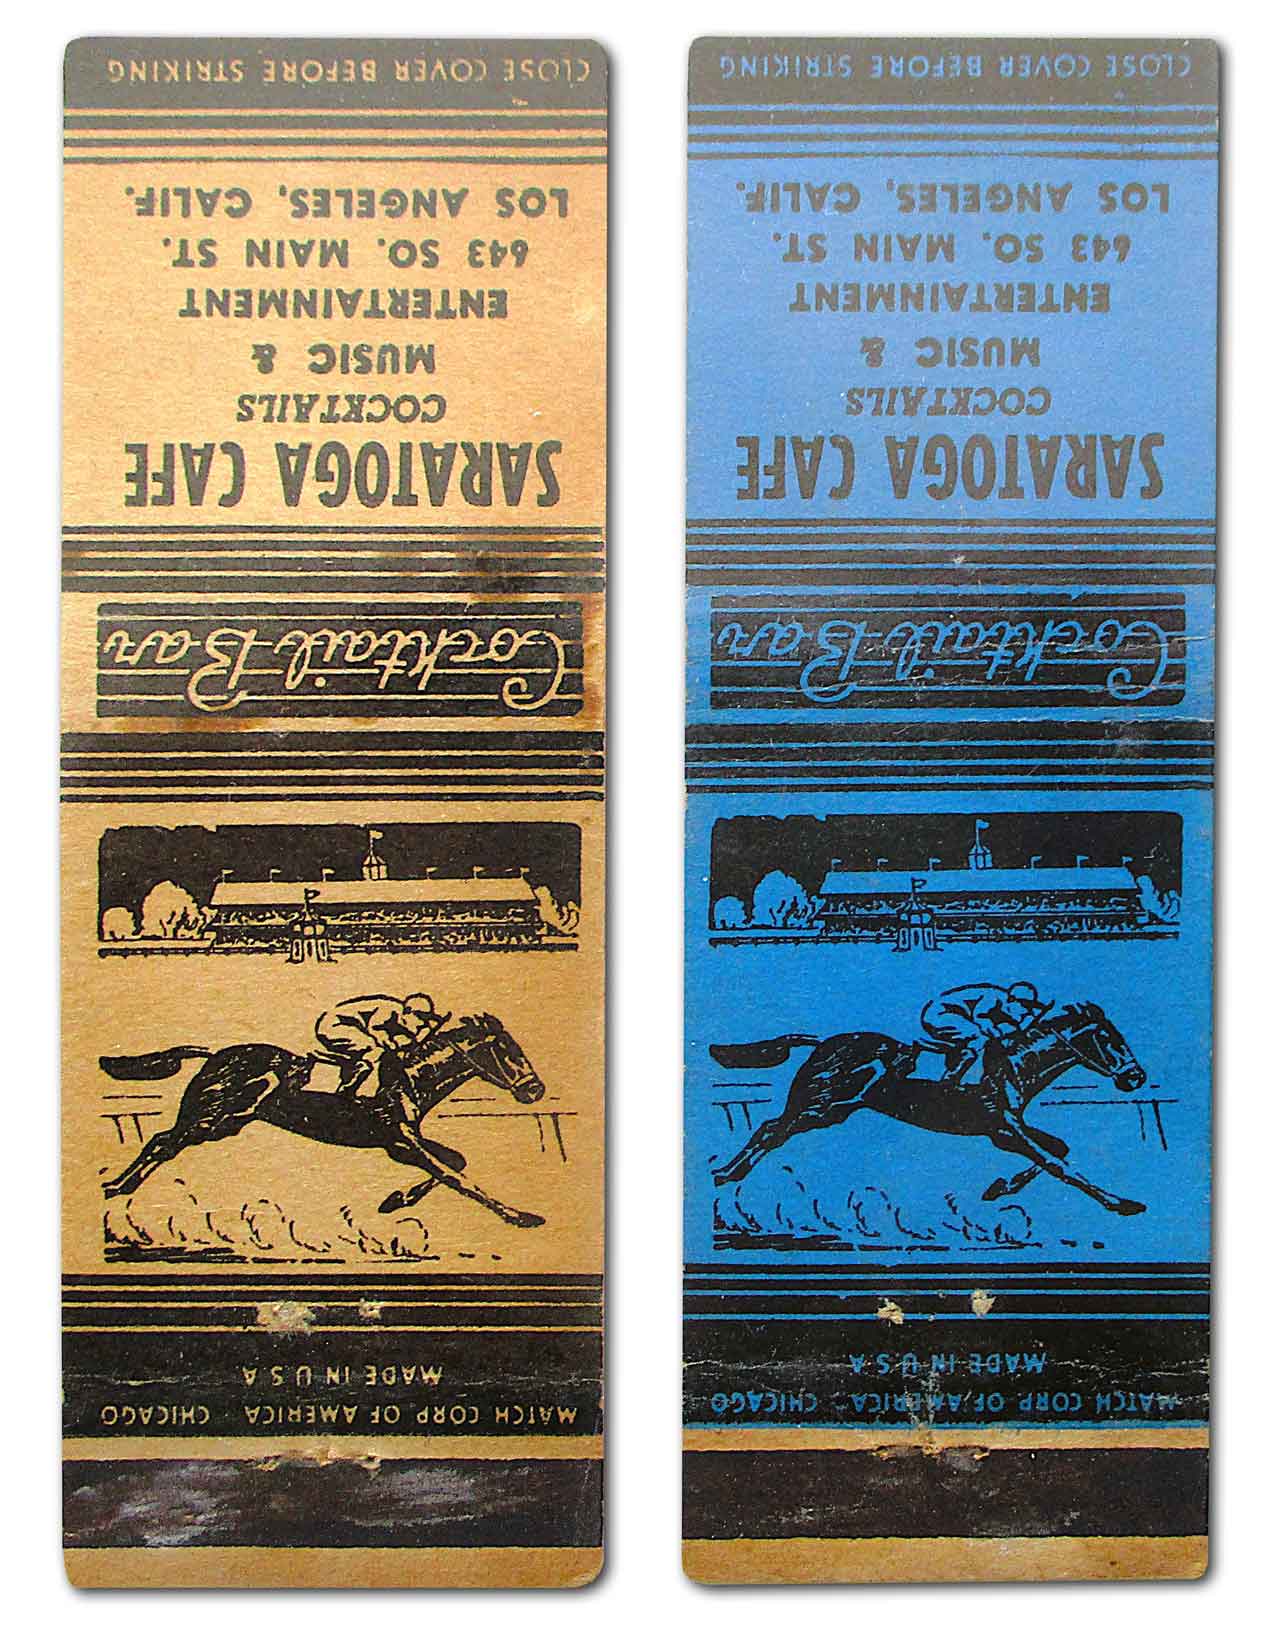 CLOSE COVER BEFORE STRIKING
LOS ANGELES, CALIF.
643 SO. MAIN ST.
ENTERTAINMENT
MUSIC &
COCKTAILS
SARATOGA CAFE
Cocktail Bar
MADE IN U S A
MATCH CORP OF AMERICA CHICAGO
CLOSE COVER BEFORE STRIKING
LOS ANGELES, CALIF.
643 SO. MAIN ST.
ENTERTAINMENT
MUSIC &
COCKTAILS
SARATOGA CAFE
Cocktail Bar
MADE IN U.S A
MATCH CORP OF AMERICA CHICAGO